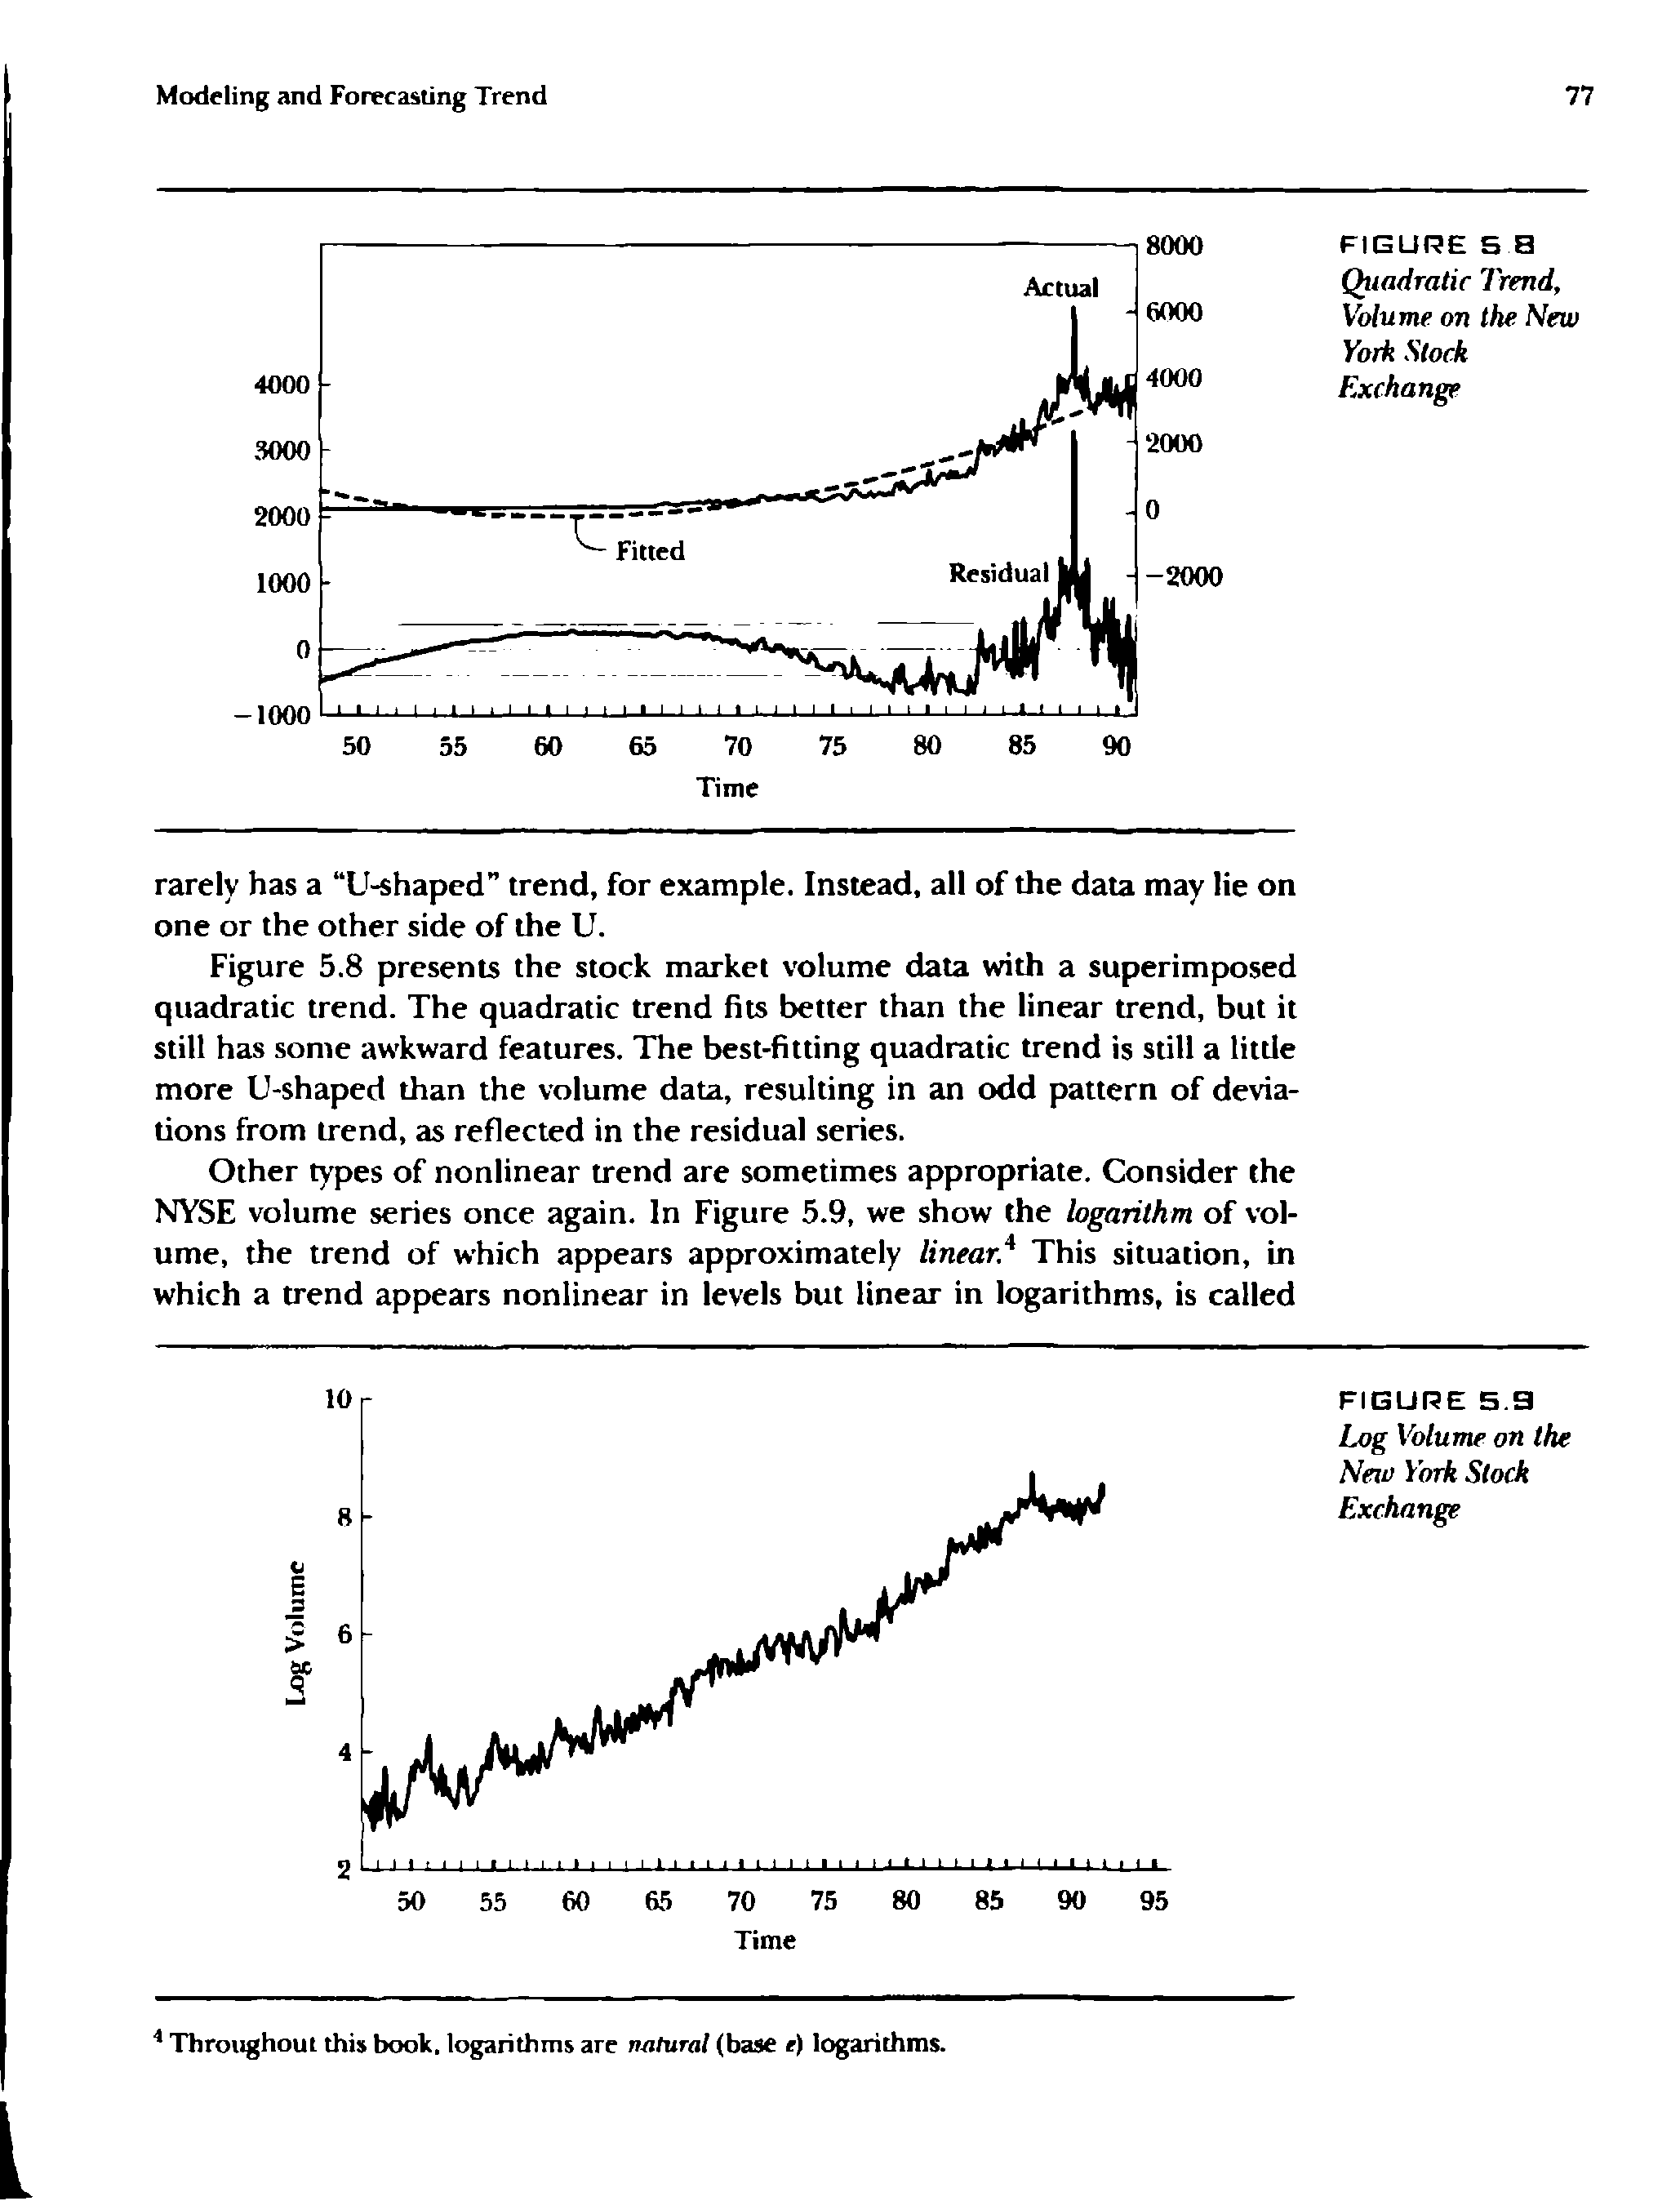 Modeling and Forecasting Trend
77
8000
6000
4000
2000
0
−2000
4000
3000
2000
1000
0
−1000
Actual
Fitted
Residual
50 55 60 65 70 75 80 85 90
Time
FIGURE 5.8
Quadratic Trend,
Volume on the New
York Stock
Exchange
rarely has a “U-shaped” trend, for example. Instead, all of the data may lie on
one or the other side of the U.
Figure 5.8 presents the stock market volume data with a superimposed
quadratic trend. The quadratic trend fits better than the linear trend, but it
still has some awkward features. The best-fitting quadratic trend is still a little
more U-shaped than the volume data, resulting in an odd pattern of devia-
tions from trend, as reflected in the residual series.
Other types of nonlinear trend are sometimes appropriate. Consider the
NYSE volume series once again. In Figure 5.9, we show the logarithm of vol-
ume, the trend of which appears approximately linear.⁴ This situation, in
which a trend appears nonlinear in levels but linear in logarithms, is called
10
8
6
4
2
Log Volume
50 55 60 65 70 75 80 85 90 95
Time
FIGURE 5.9
Log Volume on the
New York Stock
Exchange
⁴ Throughout this book, logarithms are natural (base e) logarithms.